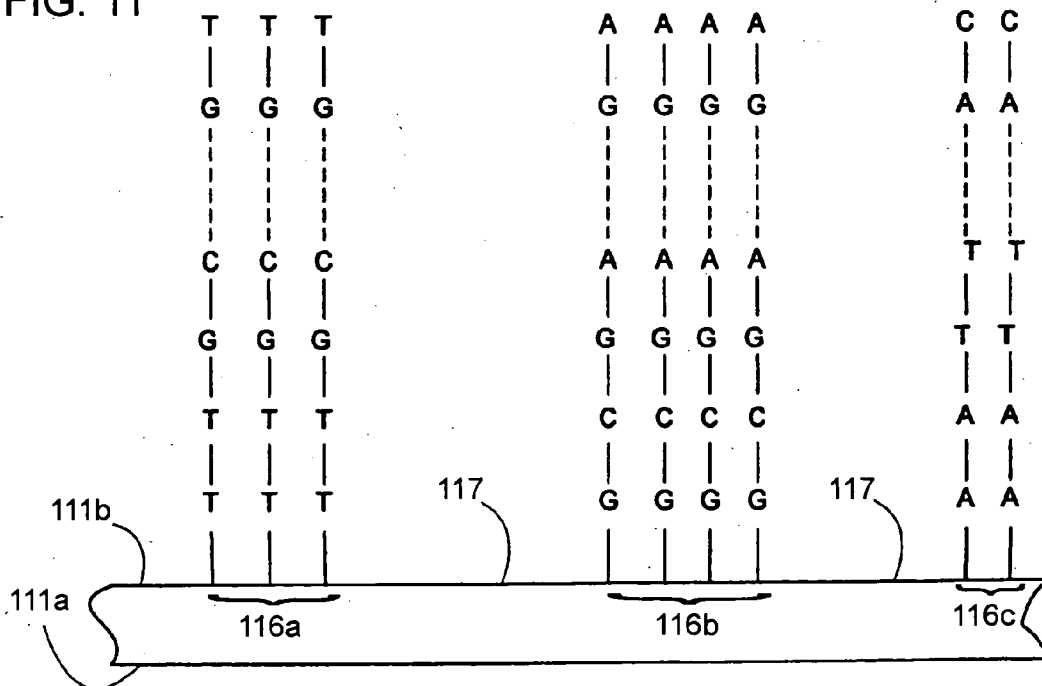 FIG. 11
T T T A A A A C C
G G G G G G G A A
C C C A A A A T T
G G G G G G G T T
T T T C C C C A A
T T T G G G G A A
111b 117 117
111a 116a 116b 116c